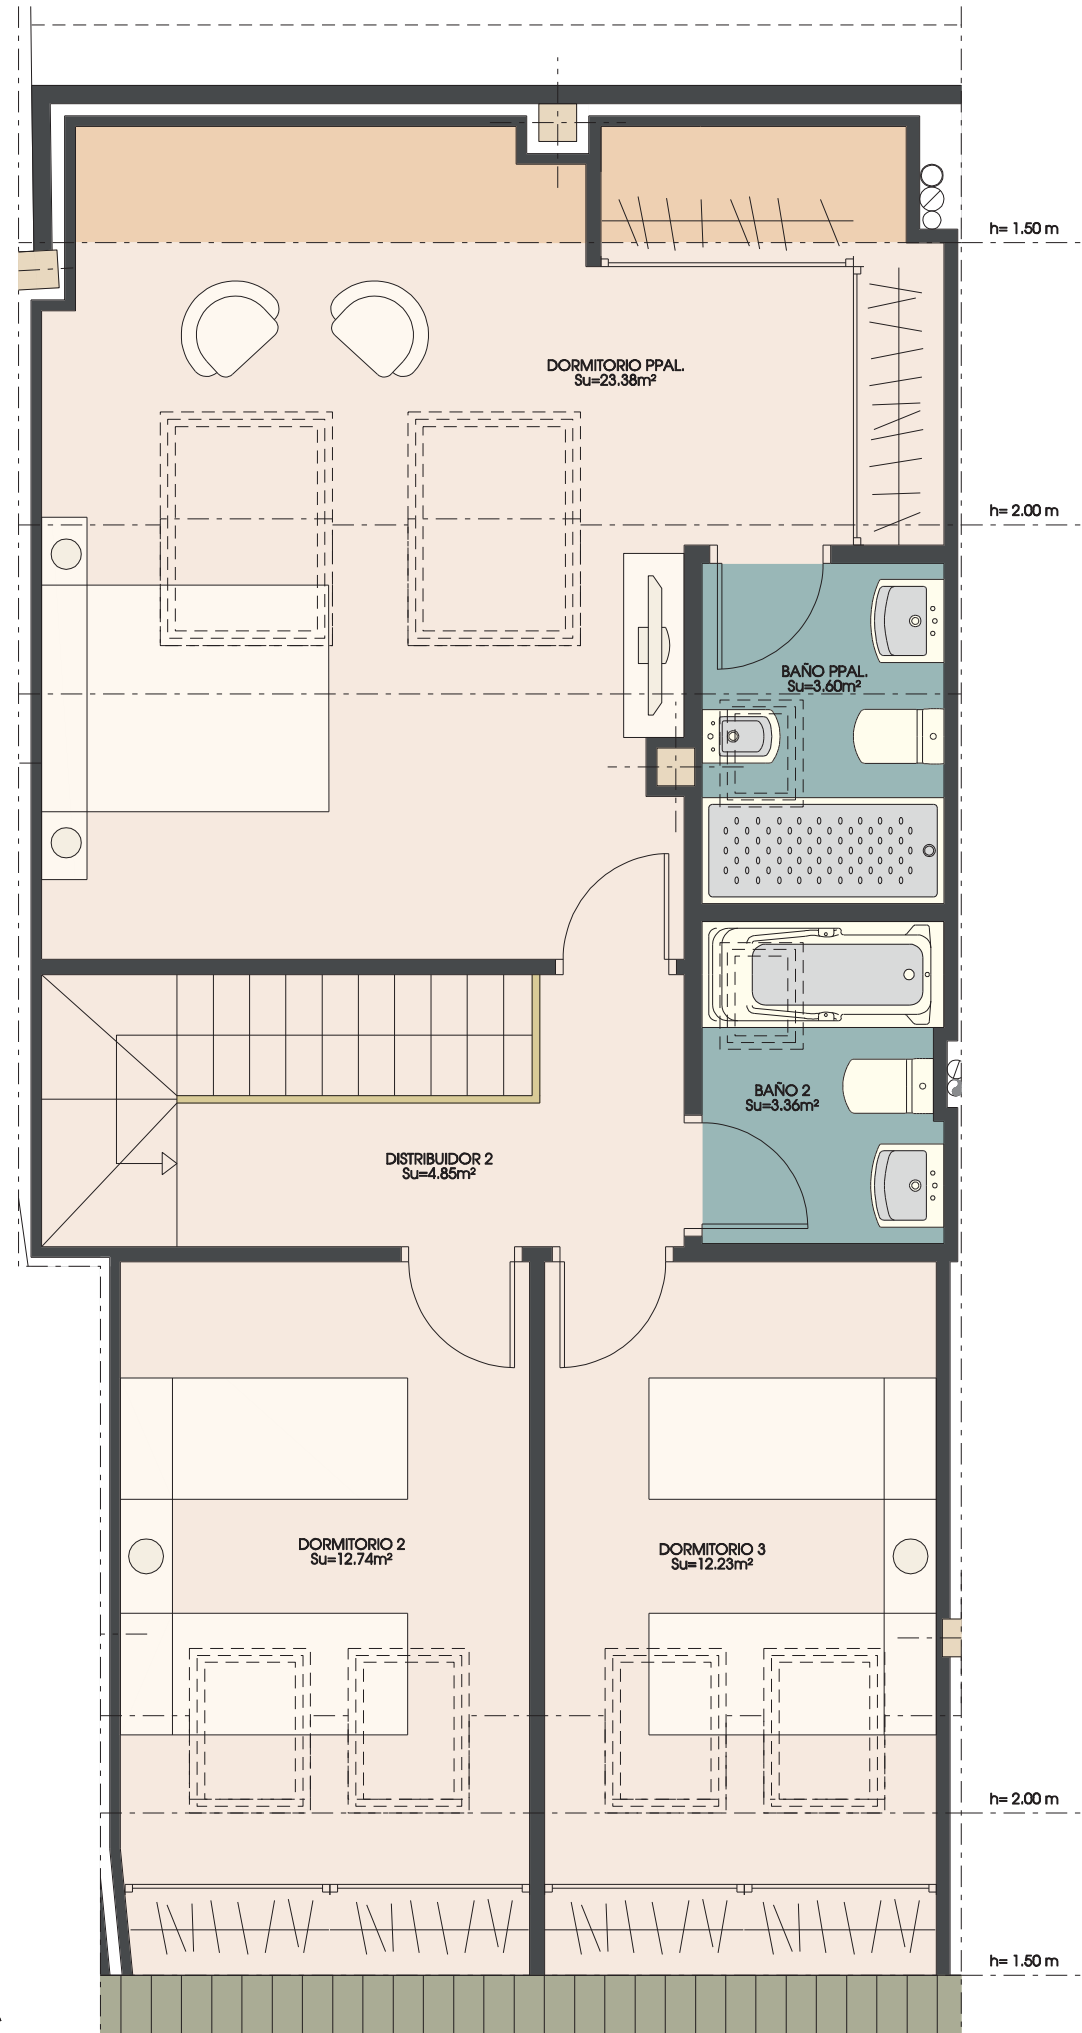 h= 1.50 m
DORMITORIO PPAL.
Su=23.38m²
h= 2.00 m
BAÑO PPAL.
Su=3.60m²
BAÑO 2
Su=3.36m²
DISTRIBUIDOR 2
Su=4.85m²
DORMITORIO 2
Su=12.74m²
DORMITORIO 3
Su=12.23m²
h= 2.00 m
h= 1.50 m